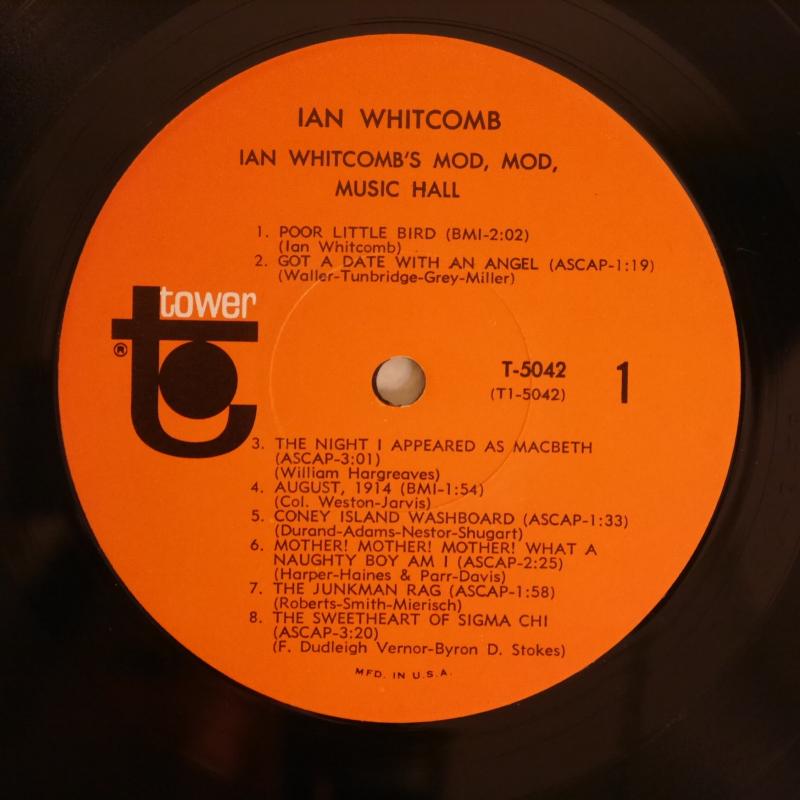 IAN WHITCOMB
IAN WHITCOMB'S MOD, MOD,
MUSIC HALL
1. POOR LITTLE BIRD (BMI-2:02)
(Ian Whitcomb)
2. GOT A DATE WITH AN ANGEL (ASCAP-1:19)
(Waller-Tunbridge-Grey-Miller)
tower
®
T-5042
(T1-5042)
1
3. THE NIGHT I APPEARED AS MACBETH
(ASCAP-3:01)
(William Hargreaves)
4. AUGUST, 1914 (BMI-1:54)
(Col. Weston-Jarvis)
5. CONEY ISLAND WASHBOARD (ASCAP-1:33)
(Durand-Adams-Nestor-Shugart)
6. MOTHER! MOTHER! MOTHER! WHAT A
NAUGHTY BOY AM I (ASCAP-2:25)
(Harper-Haines & Parr-Davis)
7. THE JUNKMAN RAG (ASCAP-1:58)
(Roberts-Smith-Mierisch)
8. THE SWEETHEART OF SIGMA CHI
(ASCAP-3:20)
(F. Dudleigh Vernor-Byron D. Stokes)
MFD. IN U.S.A.